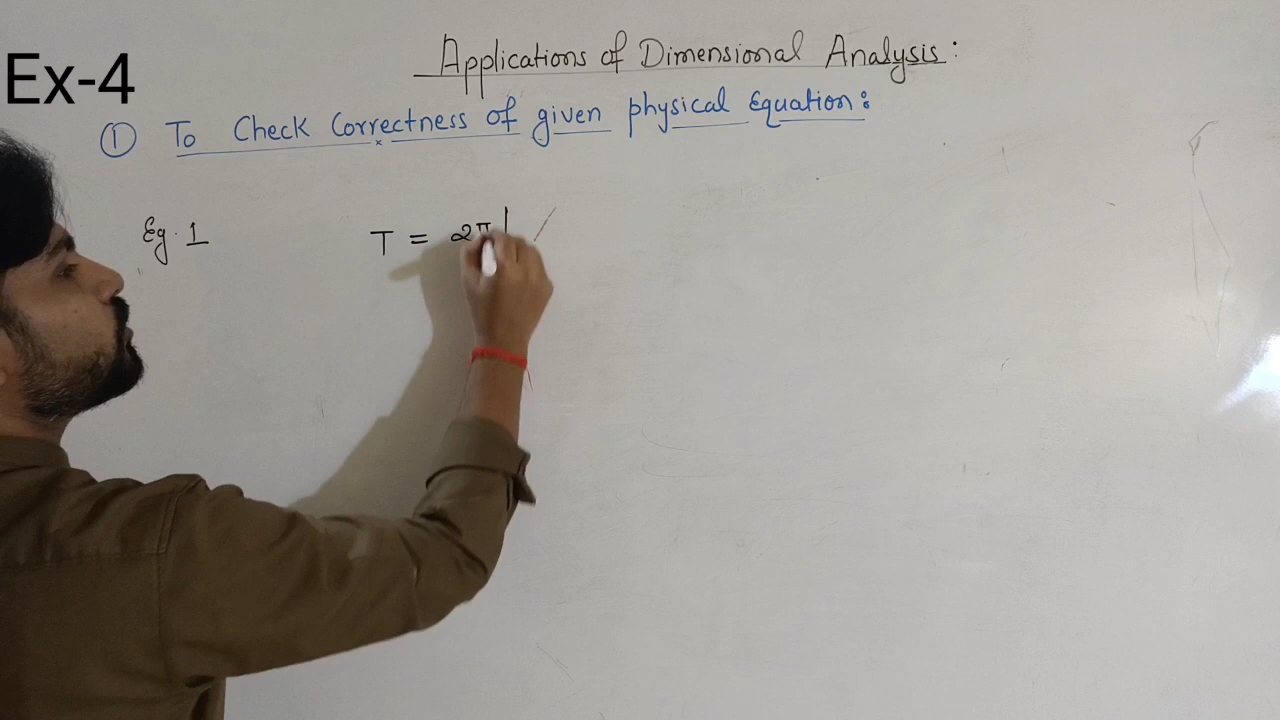 Ex-4
Applications of Dimensional Analysis:
① To Check Correctness of given physical Equation:
Eg. 1 T = 2π